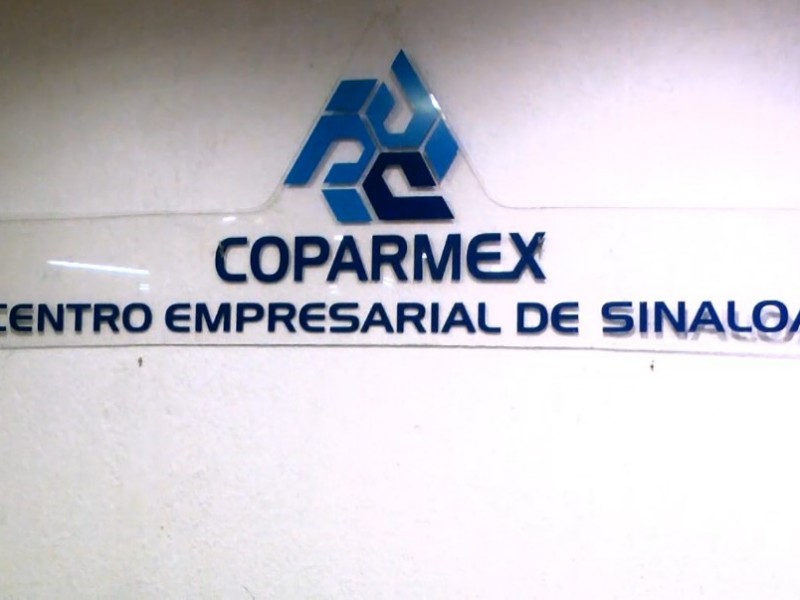 COPARMEX
CENTRO EMPRESARIAL DE SINALOA